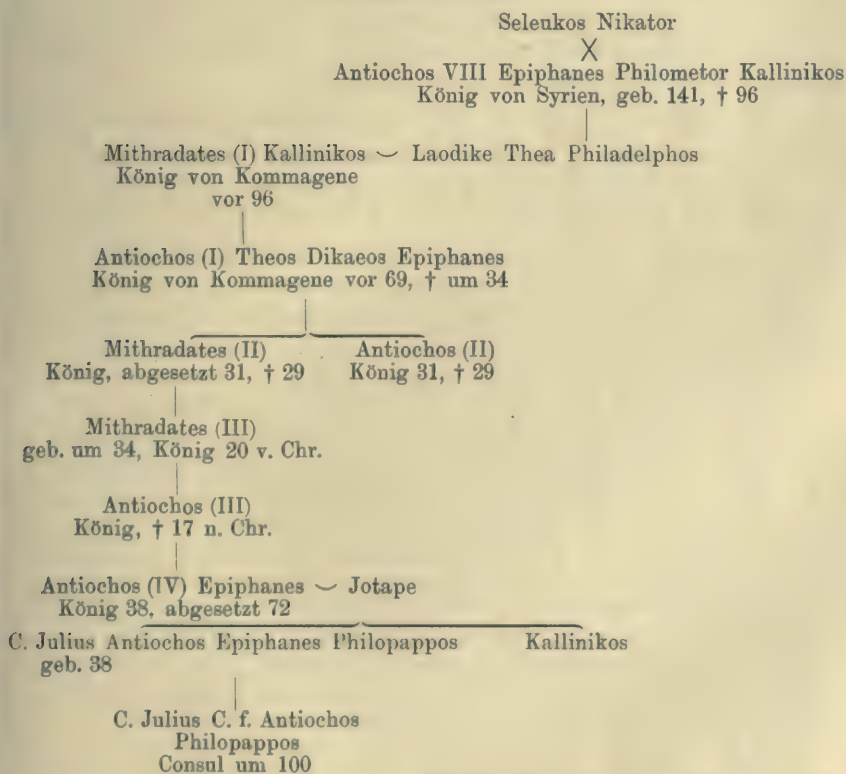 Seleukos Nikator
X
Antiochos VIII Epiphanes Philometor Kallinikos
König von Syrien, geb. 141, † 96
Mithradates (I) Kallinikos ⌣ Laodike Thea Philadelphos
König von Kommagene
vor 96
Antiochos (I) Theos Dikaeos Epiphanes
König von Kommagene vor 69, † um 34
Mithradates (II) Antiochos (II)
König, abgesetzt 31, † 29 König 31, † 29
Mithradates (III)
geb. um 34, König 20 v. Chr.
Antiochos (III)
König, † 17 n. Chr.
Antiochos (IV) Epiphanes ⌣ Jotape
König 38, abgesetzt 72
C. Julius Antiochos Epiphanes Philopappos Kallinikos
geb. 38
C. Julius C. f. Antiochos
Philopappos
Consul um 100